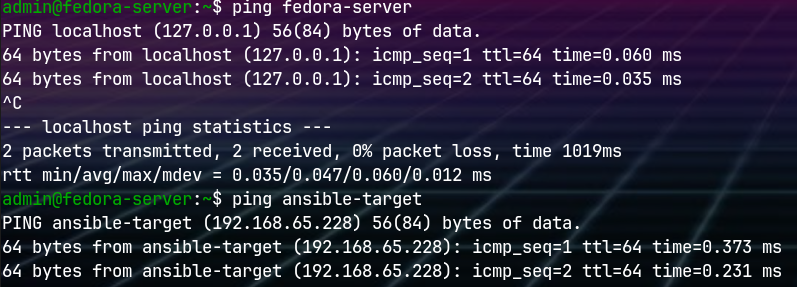 admin@fedora-server:~$ ping fedora-server
PING localhost (127.0.0.1) 56(84) bytes of data.
64 bytes from localhost (127.0.0.1): icmp_seq=1 ttl=64 time=0.060 ms
64 bytes from localhost (127.0.0.1): icmp_seq=2 ttl=64 time=0.035 ms
^C
--- localhost ping statistics ---
2 packets transmitted, 2 received, 0% packet loss, time 1019ms
rtt min/avg/max/mdev = 0.035/0.047/0.060/0.012 ms
admin@fedora-server:~$ ping ansible-target
PING ansible-target (192.168.65.228) 56(84) bytes of data.
64 bytes from ansible-target (192.168.65.228): icmp_seq=1 ttl=64 time=0.373 ms
64 bytes from ansible-target (192.168.65.228): icmp_seq=2 ttl=64 time=0.231 ms